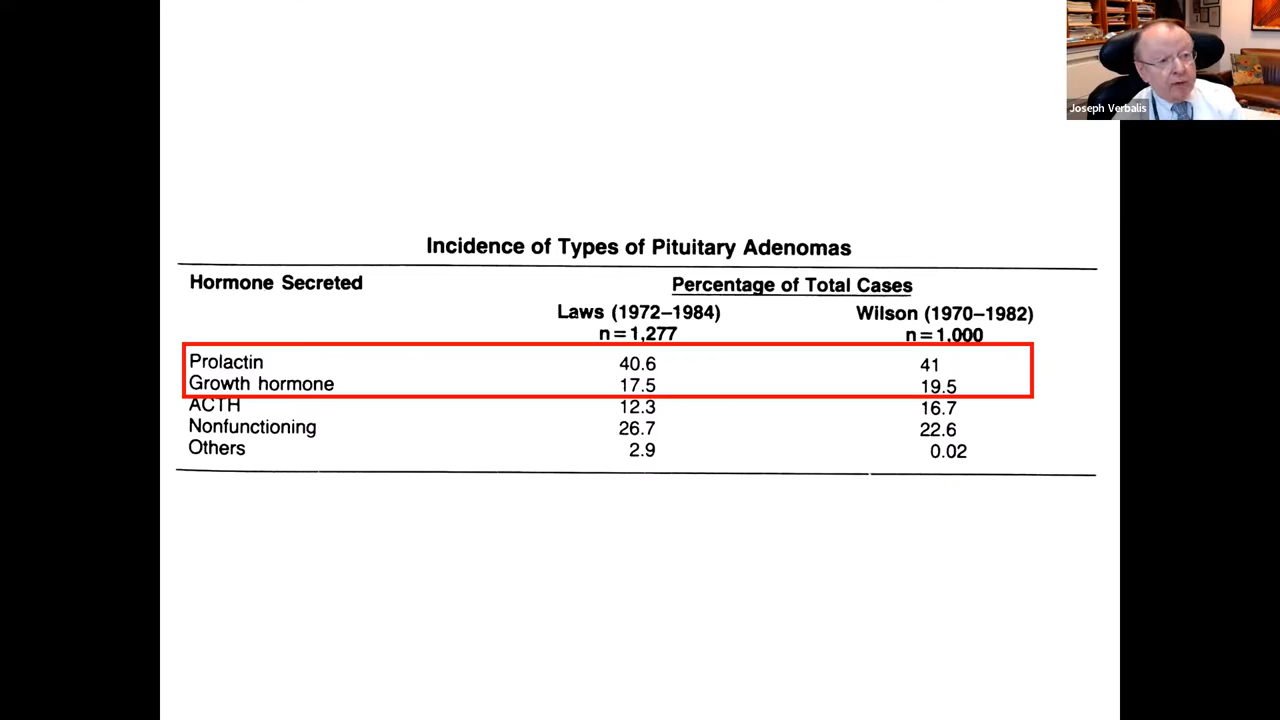 Joseph Verbalis
Incidence of Types of Pituitary Adenomas
Hormone Secreted Percentage of Total Cases
Laws (1972–1984) Wilson (1970–1982)
n=1,277 n=1,000
Prolactin 40.6 41
Growth hormone 17.5 19.5
ACTH 12.3 16.7
Nonfunctioning 26.7 22.6
Others 2.9 0.02